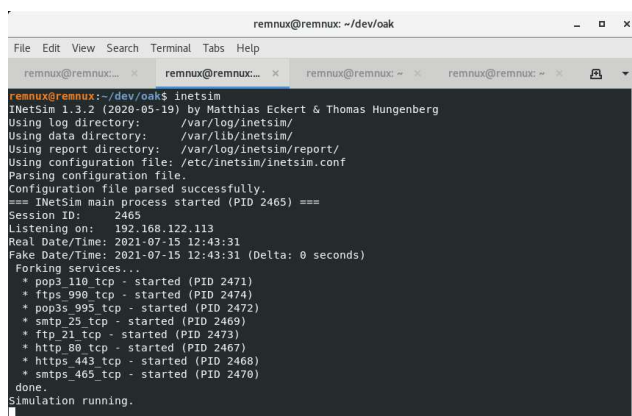 remnux@remnux: ~/dev/oak
File Edit View Search Terminal Tabs Help
remnux@remnux:... × remnux@remnux:... × remnux@remnux: ~ × remnux@remnux: ~ ×
remnux@remnux:~/dev/oak$ inetsim
INetSim 1.3.2 (2020-05-19) by Matthias Eckert & Thomas Hungenberg
Using log directory:      /var/log/inetsim/
Using data directory:     /var/lib/inetsim/
Using report directory:   /var/log/inetsim/report/
Using configuration file: /etc/inetsim/inetsim.conf
Parsing configuration file.
Configuration file parsed successfully.
=== INetSim main process started (PID 2465) ===
Session ID:     2465
Listening on:   192.168.122.113
Real Date/Time: 2021-07-15 12:43:31
Fake Date/Time: 2021-07-15 12:43:31 (Delta: 0 seconds)
 Forking services...
  * pop3_110_tcp - started (PID 2471)
  * ftps_990_tcp - started (PID 2474)
  * pop3s_995_tcp - started (PID 2472)
  * smtp_25_tcp - started (PID 2469)
  * ftp_21_tcp - started (PID 2473)
  * http_80_tcp - started (PID 2467)
  * https_443_tcp - started (PID 2468)
  * smtps_465_tcp - started (PID 2470)
 done.
Simulation running.